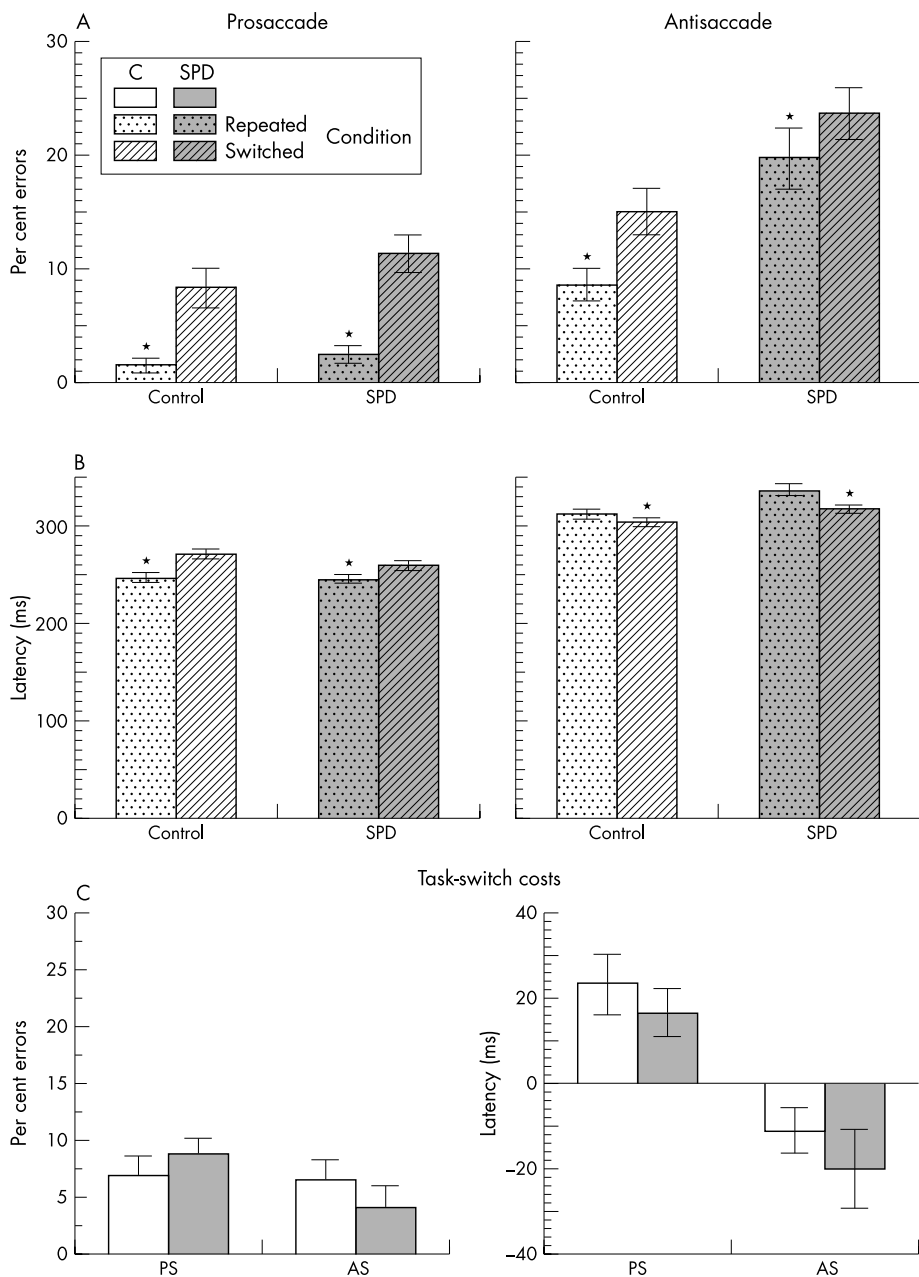 A
Prosaccade
Antisaccade
30
20
10
0
Per cent errors
C SPD
Repeated
Switched
Condition
★
★
★
★
Control SPD
Control SPD
B
300
200
100
0
Latency (ms)
★
★
★
★
Control SPD
Control SPD
C
Task-switch costs
30
25
20
15
10
5
0
Per cent errors
PS AS
40
20
0
−20
−40
Latency (ms)
PS AS